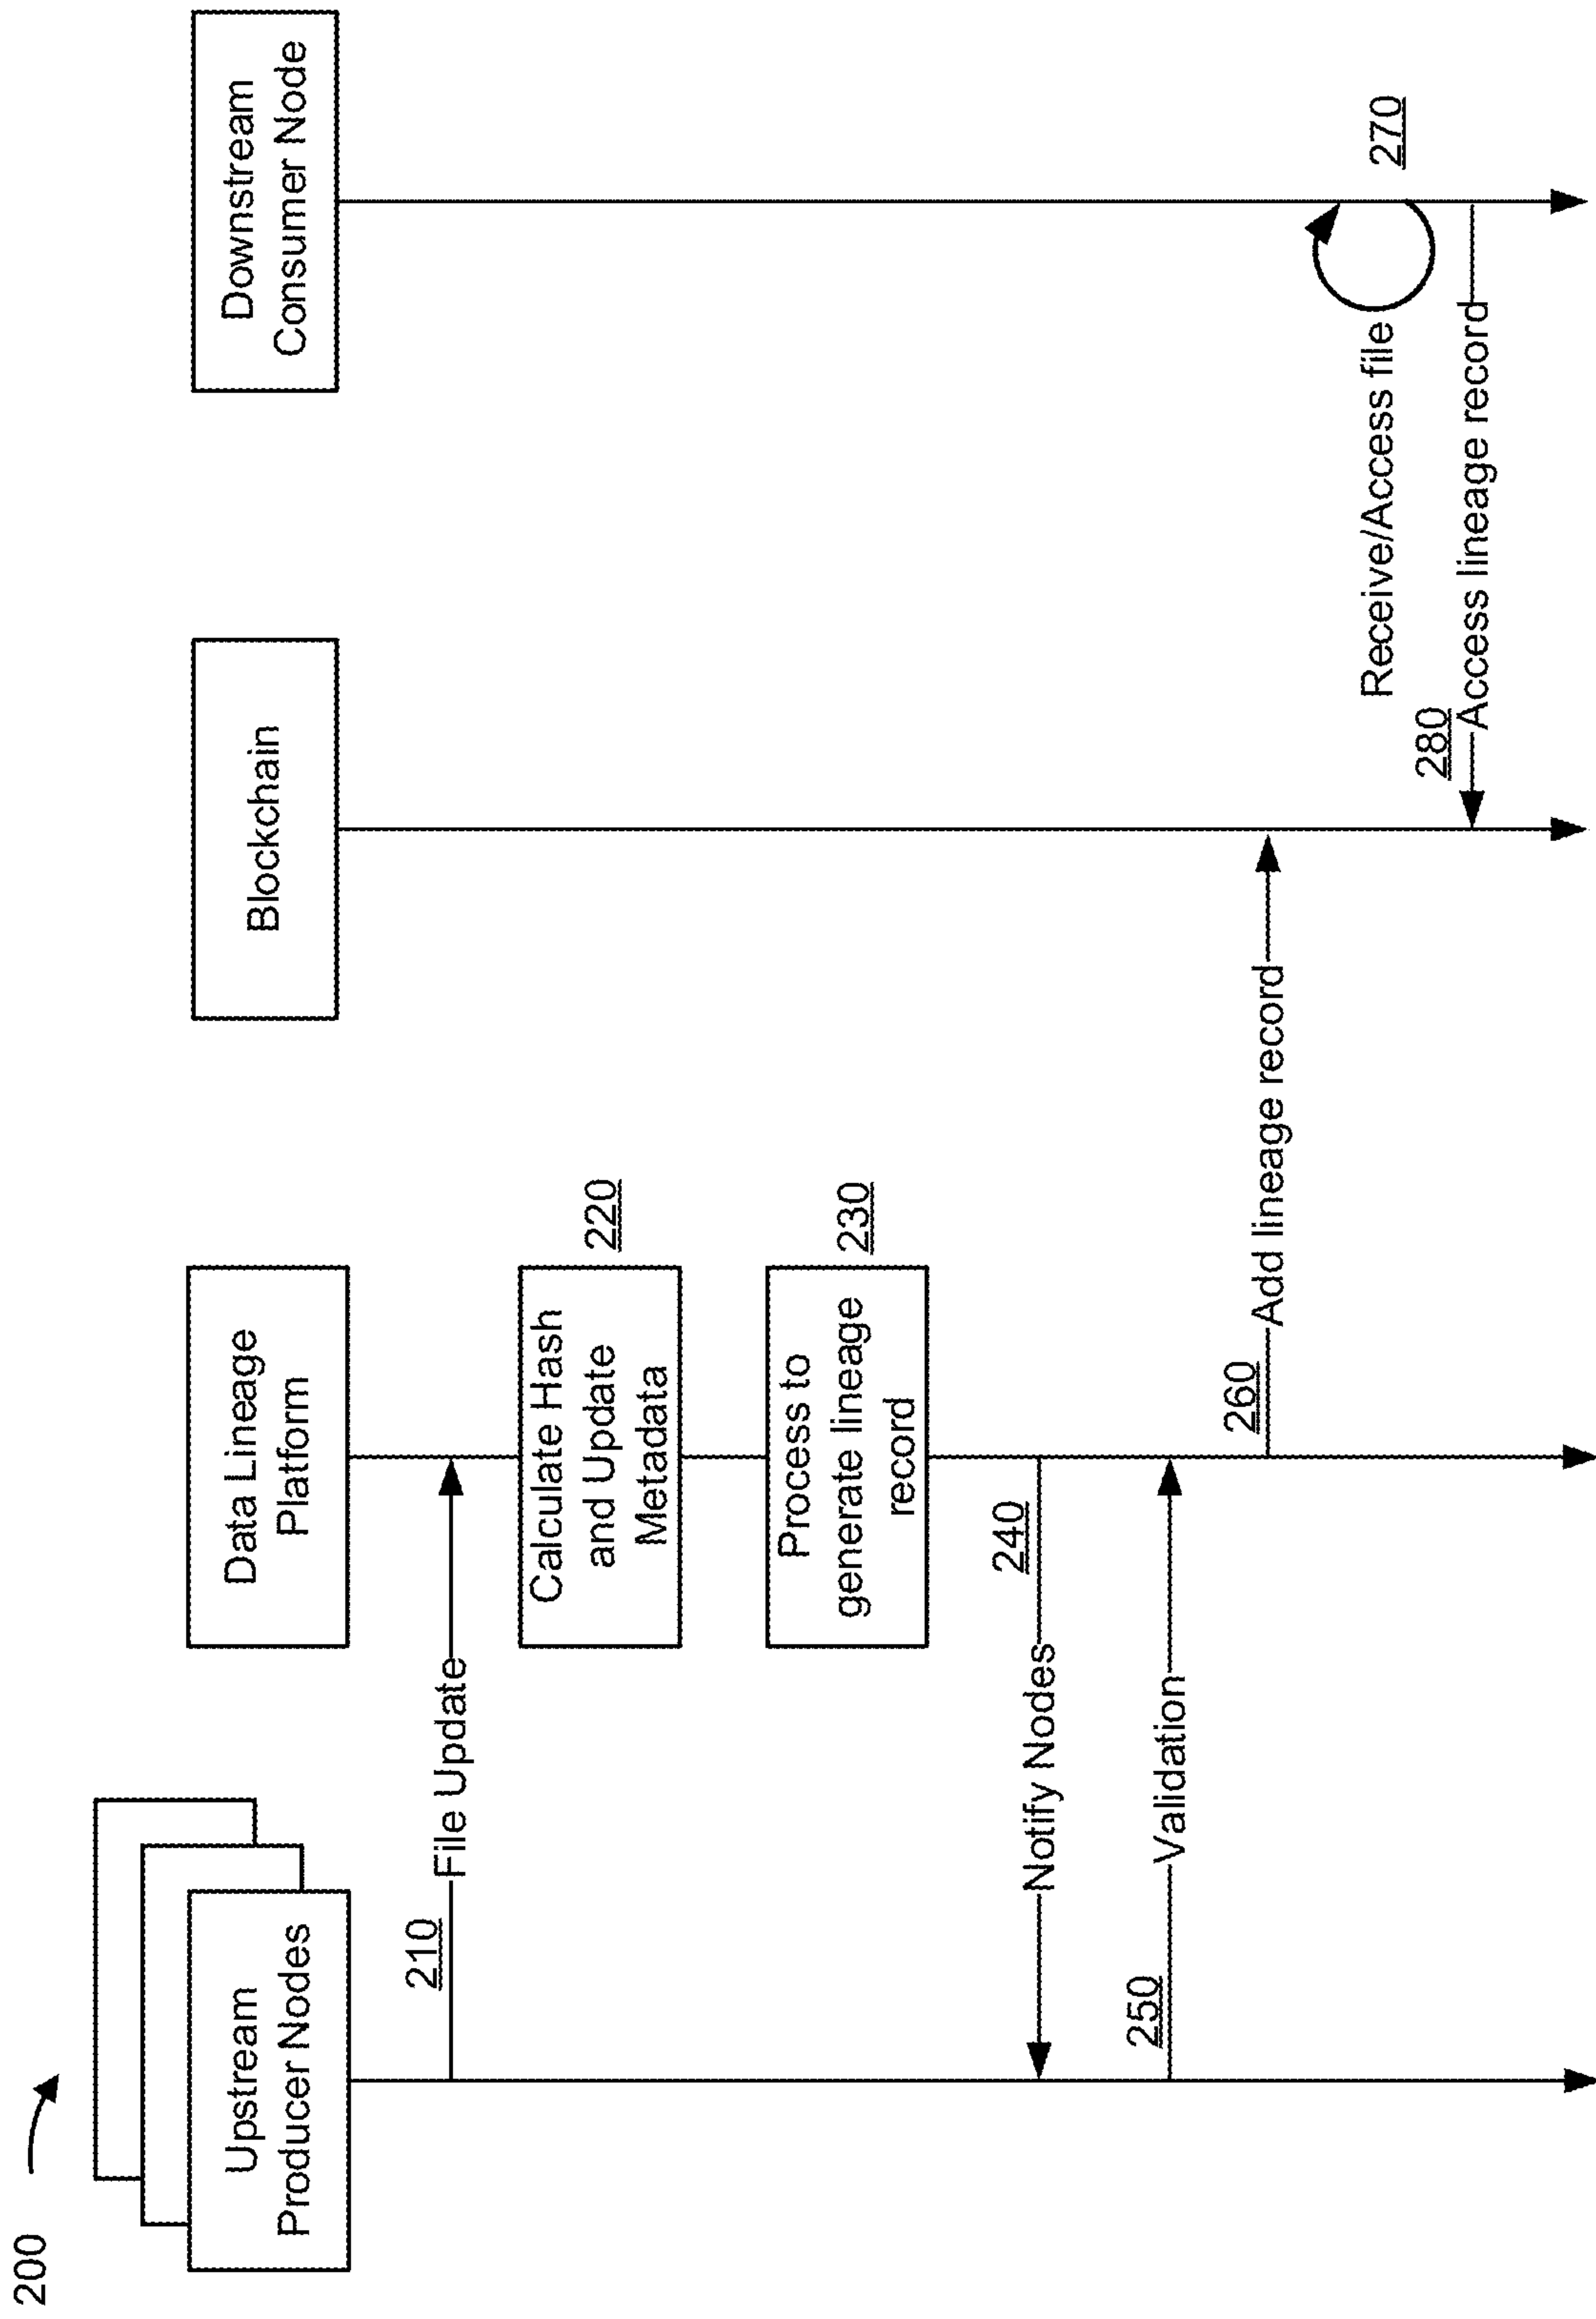 200
Upstream
Producer Nodes
Data Lineage
Platform
Blockchain
Downstream
Consumer Node
210
File Update
Calculate Hash
and Update
Metadata
220
Process to
generate lineage
record
230
240
Notify Nodes
250
Validation
260
Add lineage record
Receive/Access file
270
280
Access lineage record